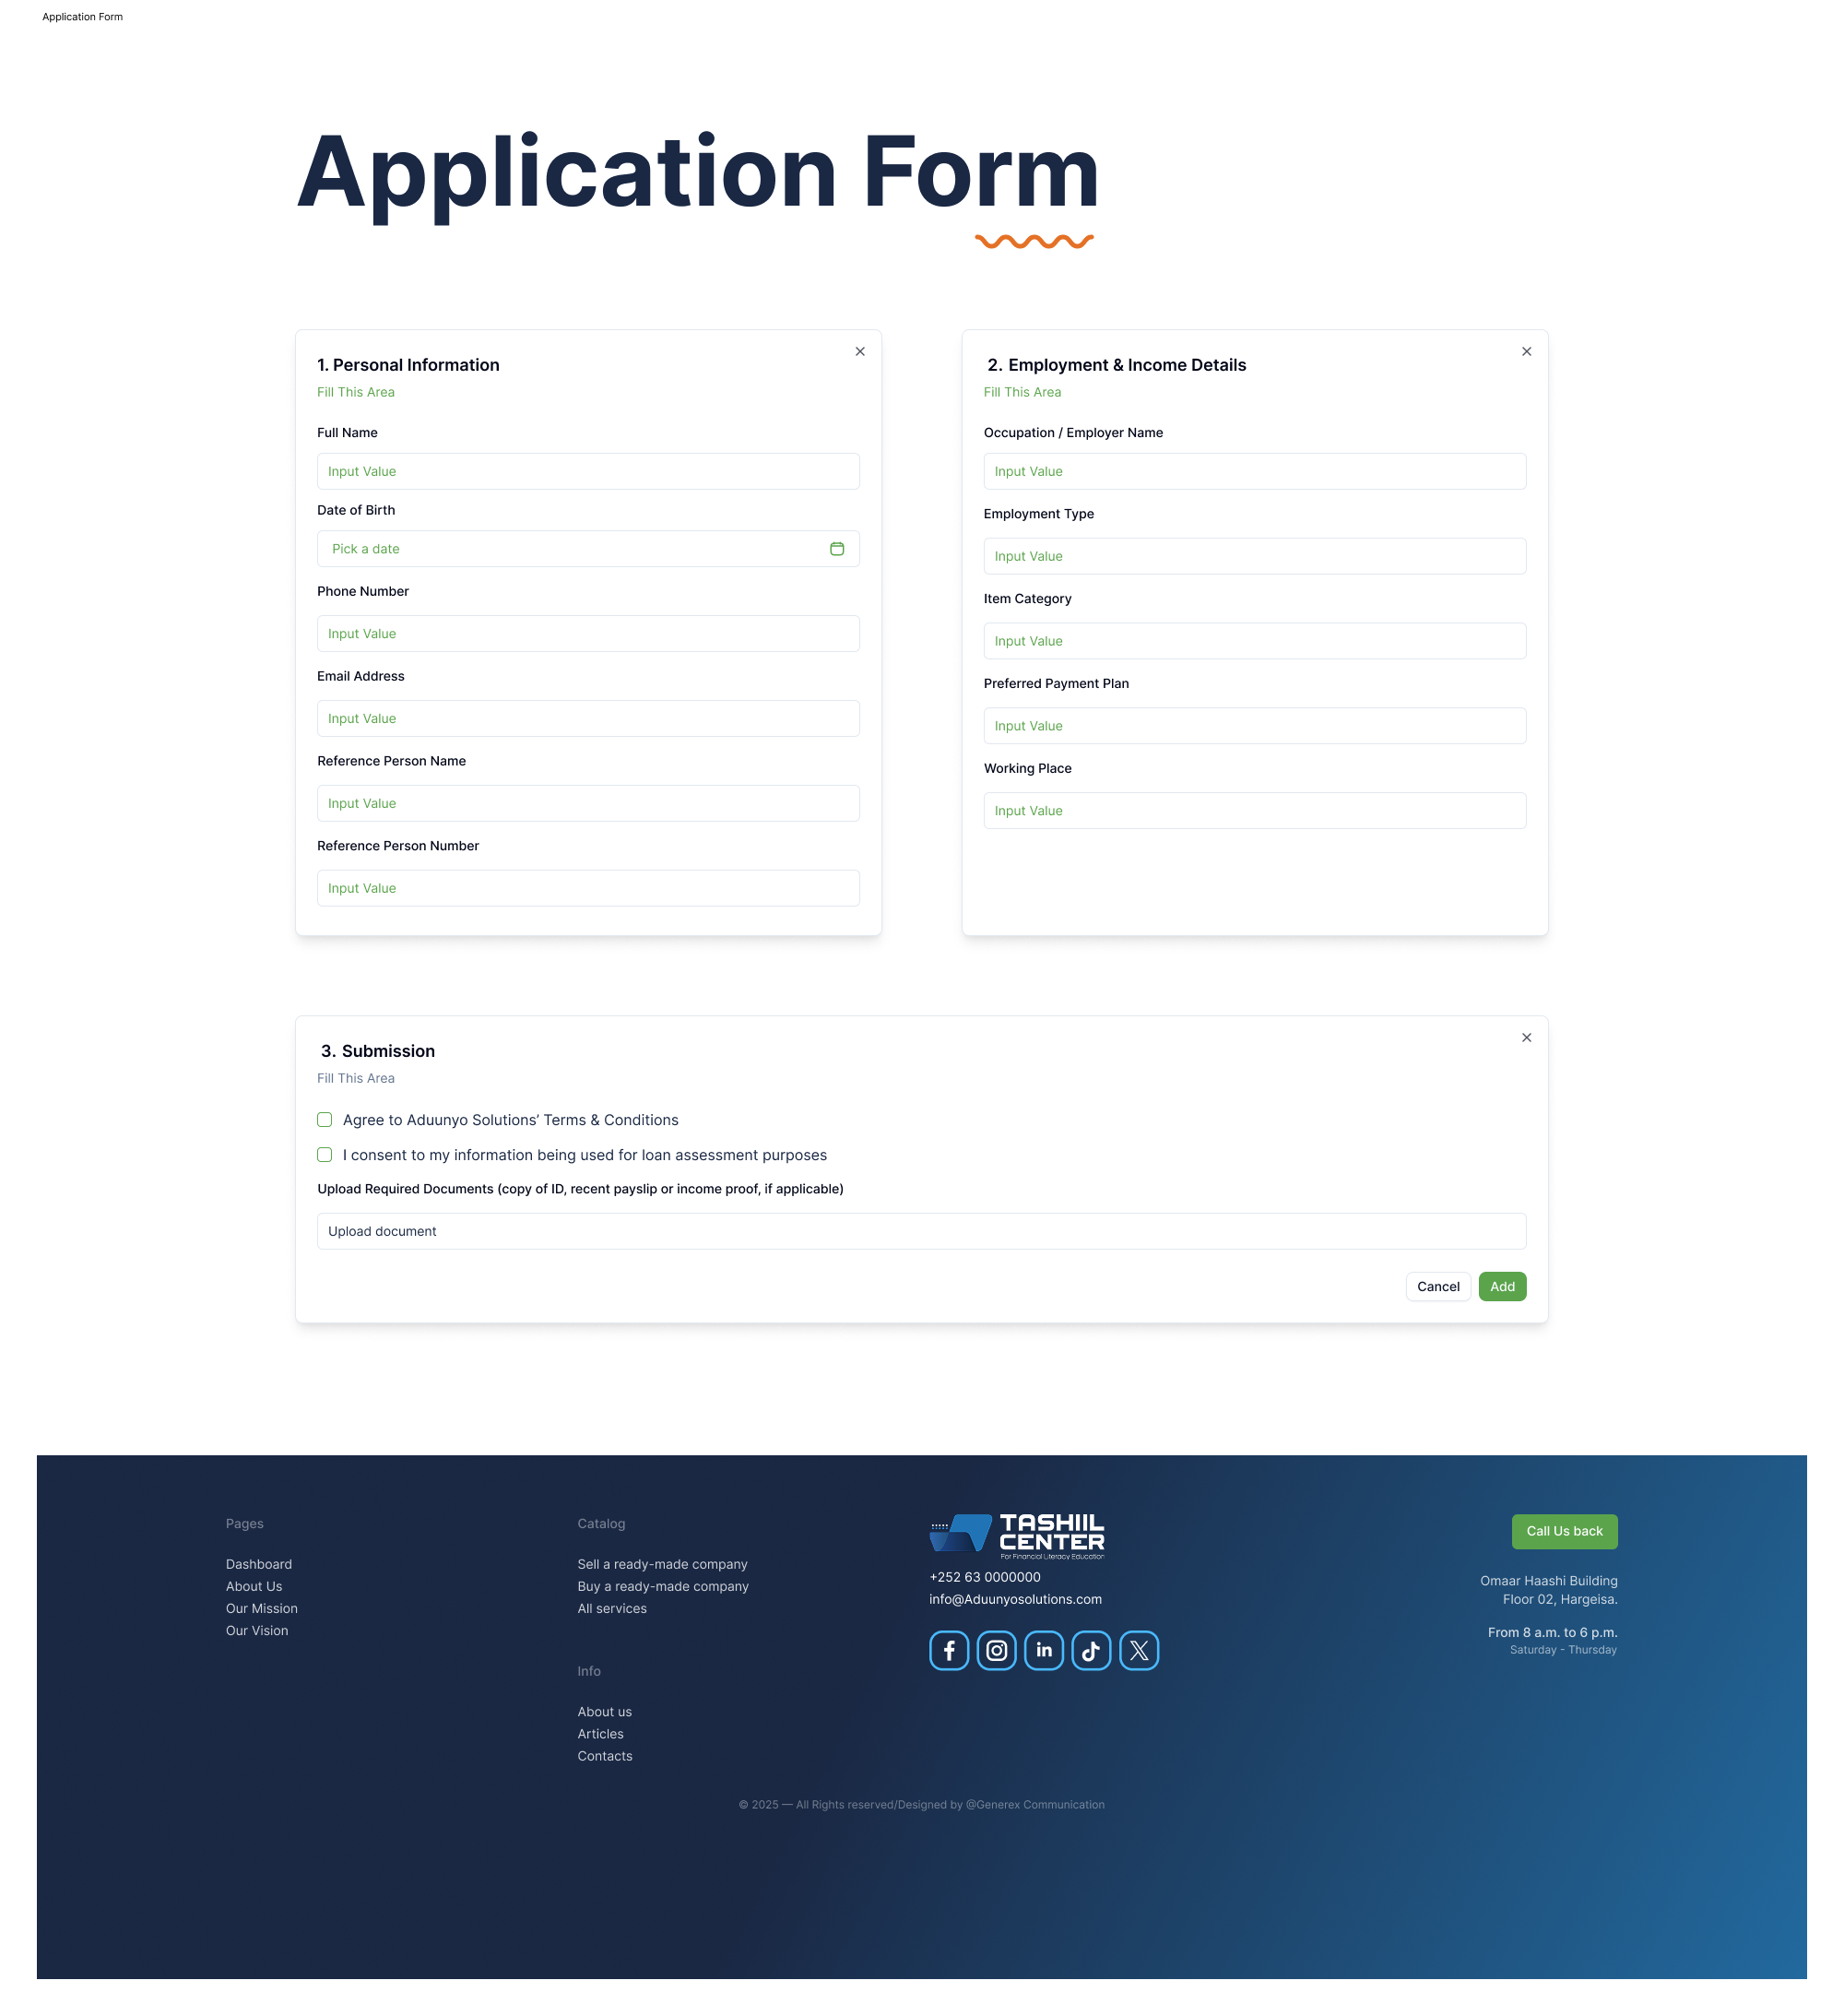 Application Form
Application Form
1. Personal Information
Fill This Area
Full Name
Input Value
Date of Birth
Pick a date
Phone Number
Input Value
Email Address
Input Value
Reference Person Name
Input Value
Reference Person Number
Input Value
2. Employment & Income Details
Fill This Area
Occupation / Employer Name
Input Value
Employment Type
Input Value
Item Category
Input Value
Preferred Payment Plan
Input Value
Working Place
Input Value
3. Submission
Fill This Area
Agree to Aduunyo Solutions’ Terms & Conditions
I consent to my information being used for loan assessment purposes
Upload Required Documents (copy of ID, recent payslip or income proof, if applicable)
Upload document
Cancel
Add
Pages
Dashboard
About Us
Our Mission
Our Vision
Catalog
Sell a ready-made company
Buy a ready-made company
All services
Info
About us
Articles
Contacts
TASHIIL
CENTER
For Financial Literacy Education
+252 63 0000000
info@Aduunyosolutions.com
Call Us back
Omaar Haashi Building
Floor 02, Hargeisa.
From 8 a.m. to 6 p.m.
Saturday - Thursday
© 2025 — All Rights reserved/Designed by @Generex Communication